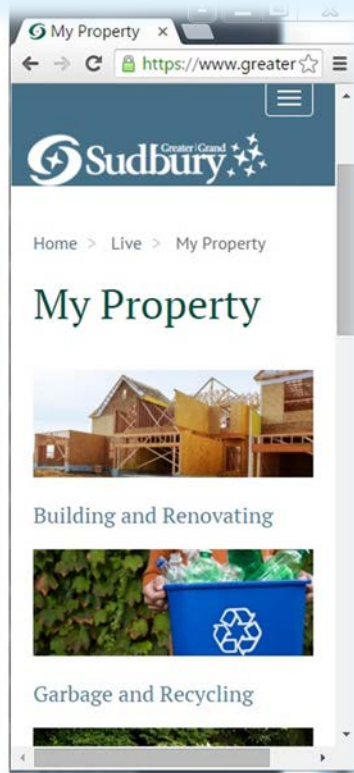 My Property
https://www.greater
Greater | Grand
Sudbury
Home > Live > My Property
My Property
Building and Renovating
Garbage and Recycling